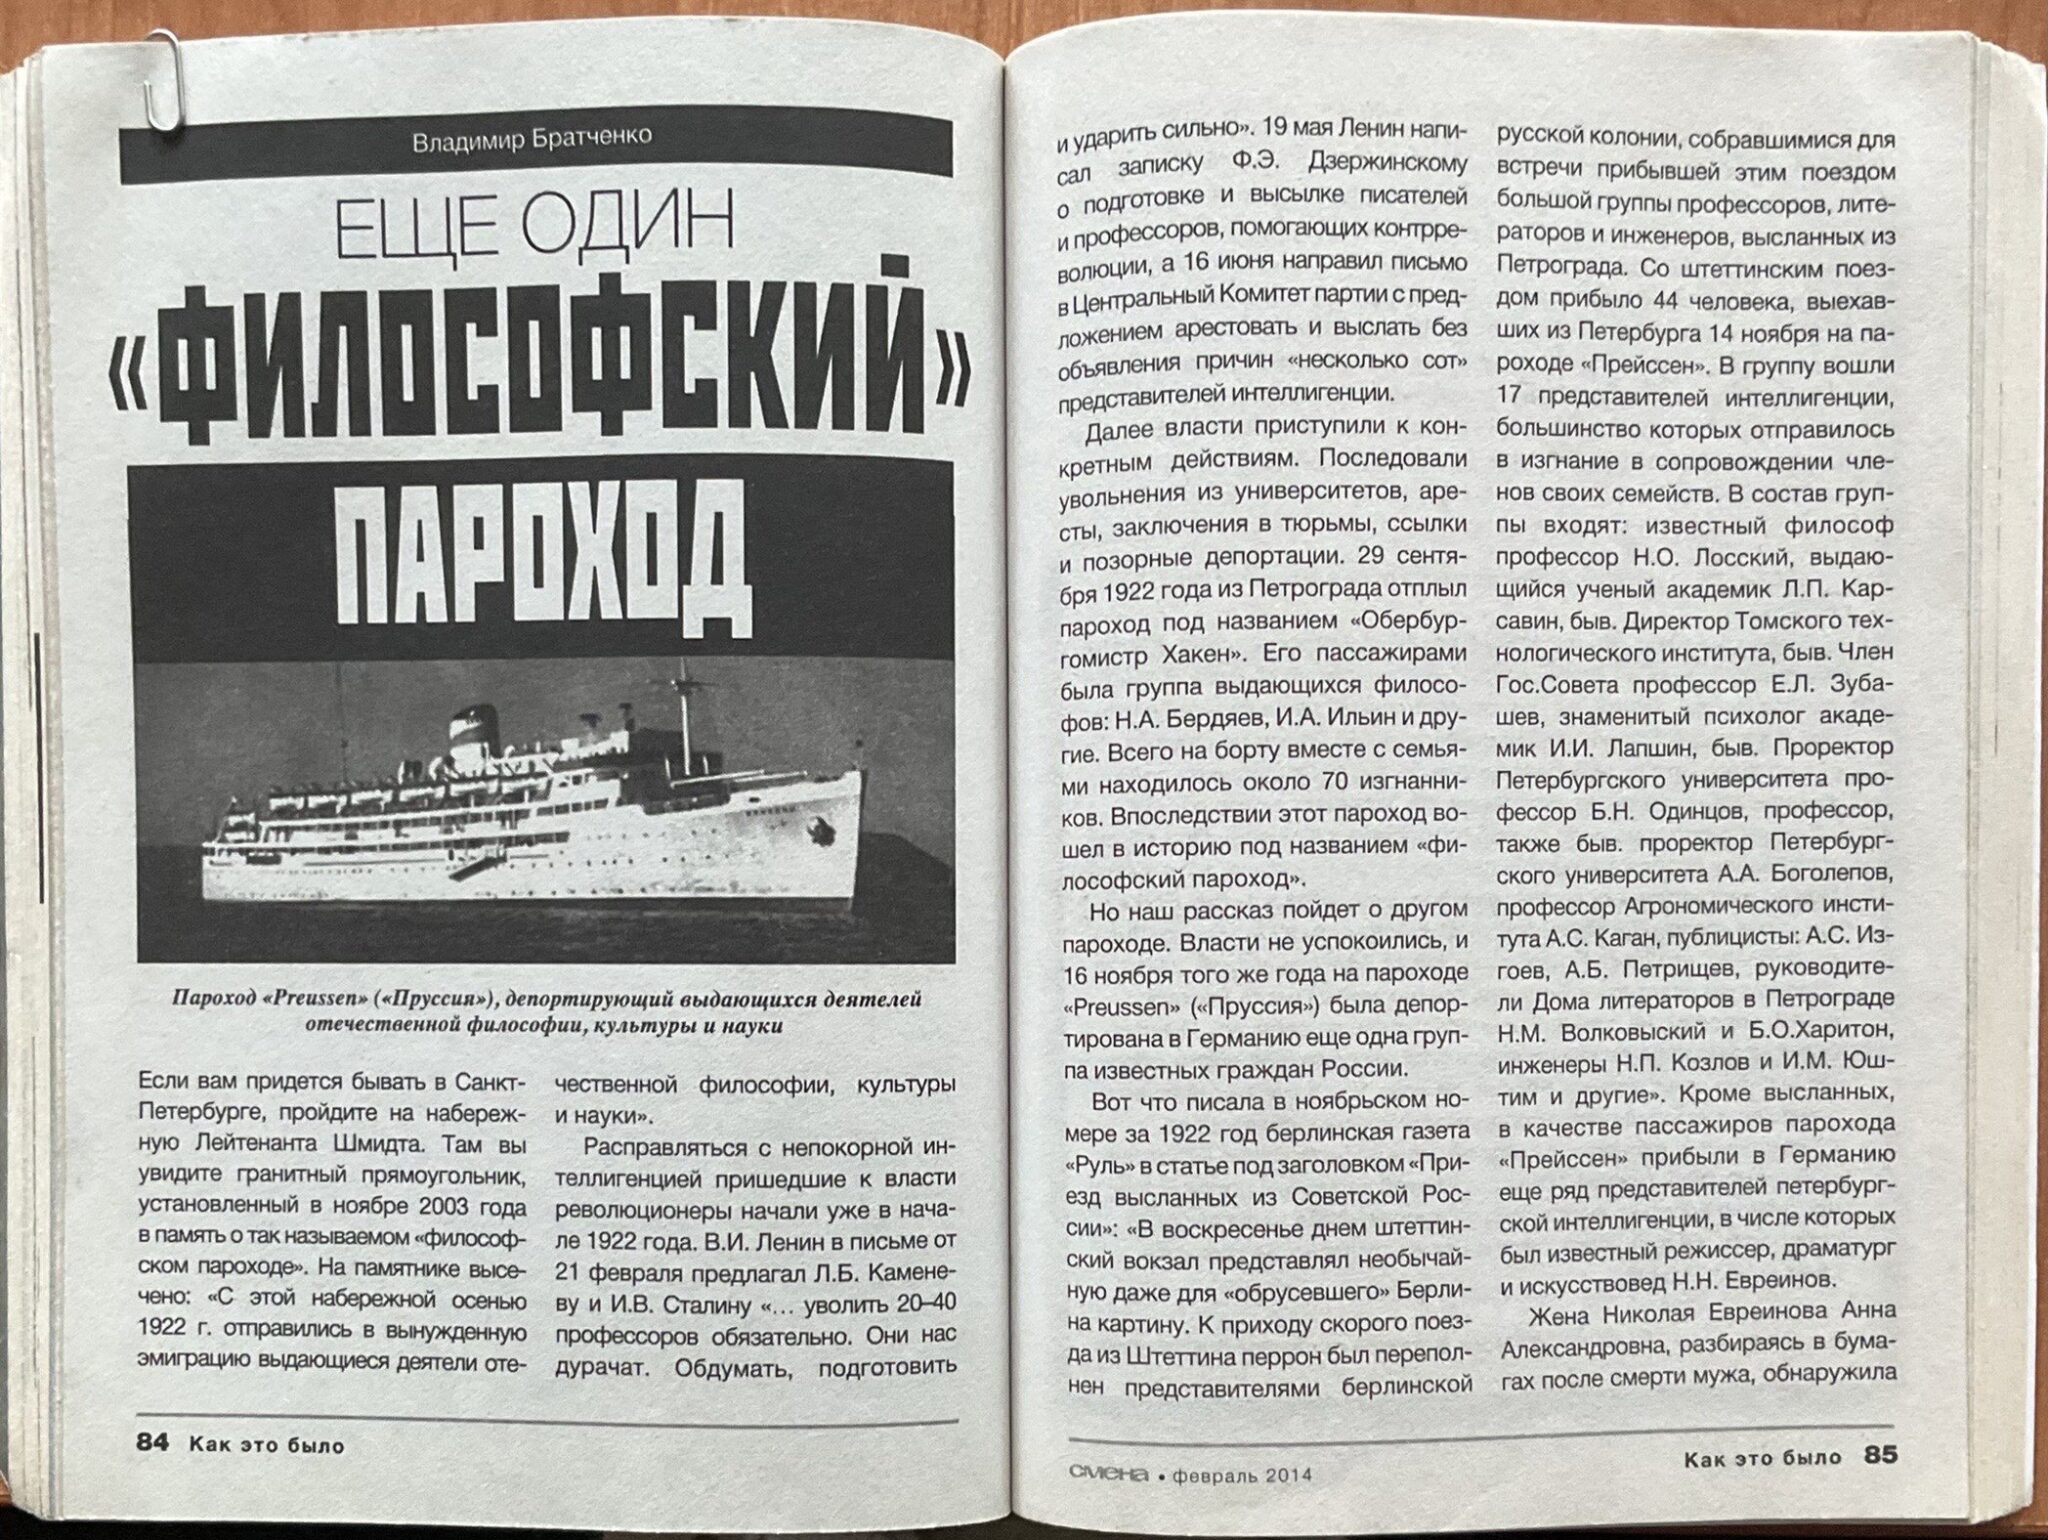 Владимир Братченко
ЕЩЕ ОДИН
«ФИЛОСОФСКИЙ»
ПАРОХОД
Пароход «Preussen» («Пруссия»), депортирующий выдающихся деятелей
отечественной философии, культуры и науки
Если вам придется бывать в Санкт-
Петербурге, пройдите на набереж-
ную Лейтенанта Шмидта. Там вы
увидите гранитный прямоугольник,
установленный в ноябре 2003 года
в память о так называемом «философ-
ском пароходе». На памятнике высе-
чено: «С этой набережной осенью
1922 г. отправились в вынужденную
эмиграцию выдающиеся деятели оте-
чественной философии, культуры
и науки».
Расправляться с непокорной ин-
теллигенцией пришедшие к власти
революционеры начали уже в нача-
ле 1922 года. В.И. Ленин в письме от
21 февраля предлагал Л.Б. Камене-
ву и И.В. Сталину «... уволить 20–40
профессоров обязательно. Они нас
дурачат. Обдумать, подготовить
84 Как это было
и ударить сильно». 19 мая Ленин напи-
сал записку Ф.Э. Дзержинскому
о подготовке и высылке писателей
и профессоров, помогающих контрре-
волюции, а 16 июня направил письмо
в Центральный Комитет партии с пред-
ложением арестовать и выслать без
объявления причин «несколько сот»
представителей интеллигенции.
Далее власти приступили к кон-
кретным действиям. Последовали
увольнения из университетов, аре-
сты, заключения в тюрьмы, ссылки
и позорные депортации. 29 сентя-
бря 1922 года из Петрограда отплыл
пароход под названием «Обербур-
гомистр Хакен». Его пассажирами
была группа выдающихся филосо-
фов: Н.А. Бердяев, И.А. Ильин и дру-
гие. Всего на борту вместе с семья-
ми находилось около 70 изгнанни-
ков. Впоследствии этот пароход во-
шел в историю под названием «фи-
лософский пароход».
Но наш рассказ пойдет о другом
пароходе. Власти не успокоились, и
16 ноября того же года на пароходе
«Preussen» («Пруссия») была депор-
тирована в Германию еще одна груп-
па известных граждан России.
Вот что писала в ноябрьском но-
мере за 1922 год берлинская газета
«Руль» в статье под заголовком «При-
езд высланных из Советской Рос-
сии»: «В воскресенье днем штеттин-
ский вокзал представлял необычай-
ную даже для «обрусевшего» Берли-
на картину. К приходу скорого поез-
да из Штеттина перрон был перепол-
нен представителями берлинской
русской колонии, собравшимися для
встречи прибывшей этим поездом
большой группы профессоров, лите-
раторов и инженеров, высланных из
Петрограда. Со штеттинским поез-
дом прибыло 44 человека, выехав-
ших из Петербурга 14 ноября на па-
роходе «Прейссен». В группу вошли
17 представителей интеллигенции,
большинство которых отправилось
в изгнание в сопровождении чле-
нов своих семейств. В состав груп-
пы входят: известный философ
профессор Н.О. Лосский, выдаю-
щийся ученый академик Л.П. Кар-
савин, быв. Директор Томского тех-
нологического института, быв. Член
Гос.Совета профессор Е.Л. Зуба-
шев, знаменитый психолог акаде-
мик И.И. Лапшин, быв. Проректор
Петербургского университета про-
фессор Б.Н. Одинцов, профессор,
также быв. проректор Петербург-
ского университета А.А. Боголепов,
профессор Агрономического инсти-
тута А.С. Каган, публицисты: А.С. Из-
гоев, А.Б. Петрищев, руководите-
ли Дома литераторов в Петрограде
Н.М. Волковыский и Б.О.Харитон,
инженеры Н.П. Козлов и И.М. Юш-
тим и другие». Кроме высланных,
в качестве пассажиров парохода
«Прейссен» прибыли в Германию
еще ряд представителей петербург-
ской интеллигенции, в числе которых
был известный режиссер, драматург
и искусствовед Н.Н. Евреинов.
Жена Николая Евреинова Анна
Александровна, разбираясь в бума-
гах после смерти мужа, обнаружила
смена • февраль 2014
Как это было 85